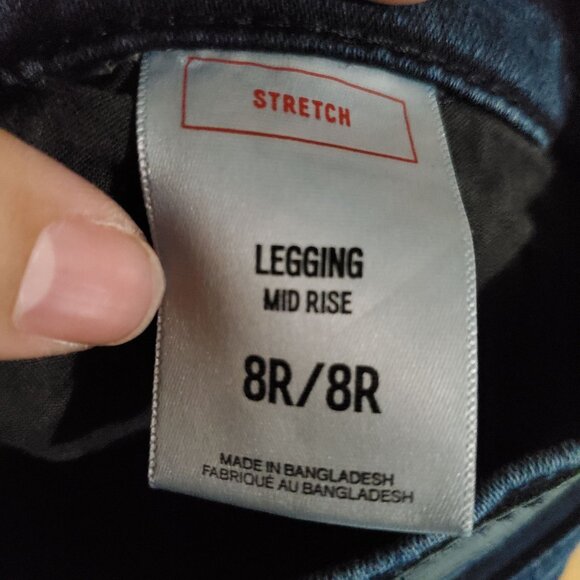 STRETCH
LEGGING
MID RISE
8R/8R
MADE IN BANGLADESH
FABRIQUÉ AU BANGLADESH